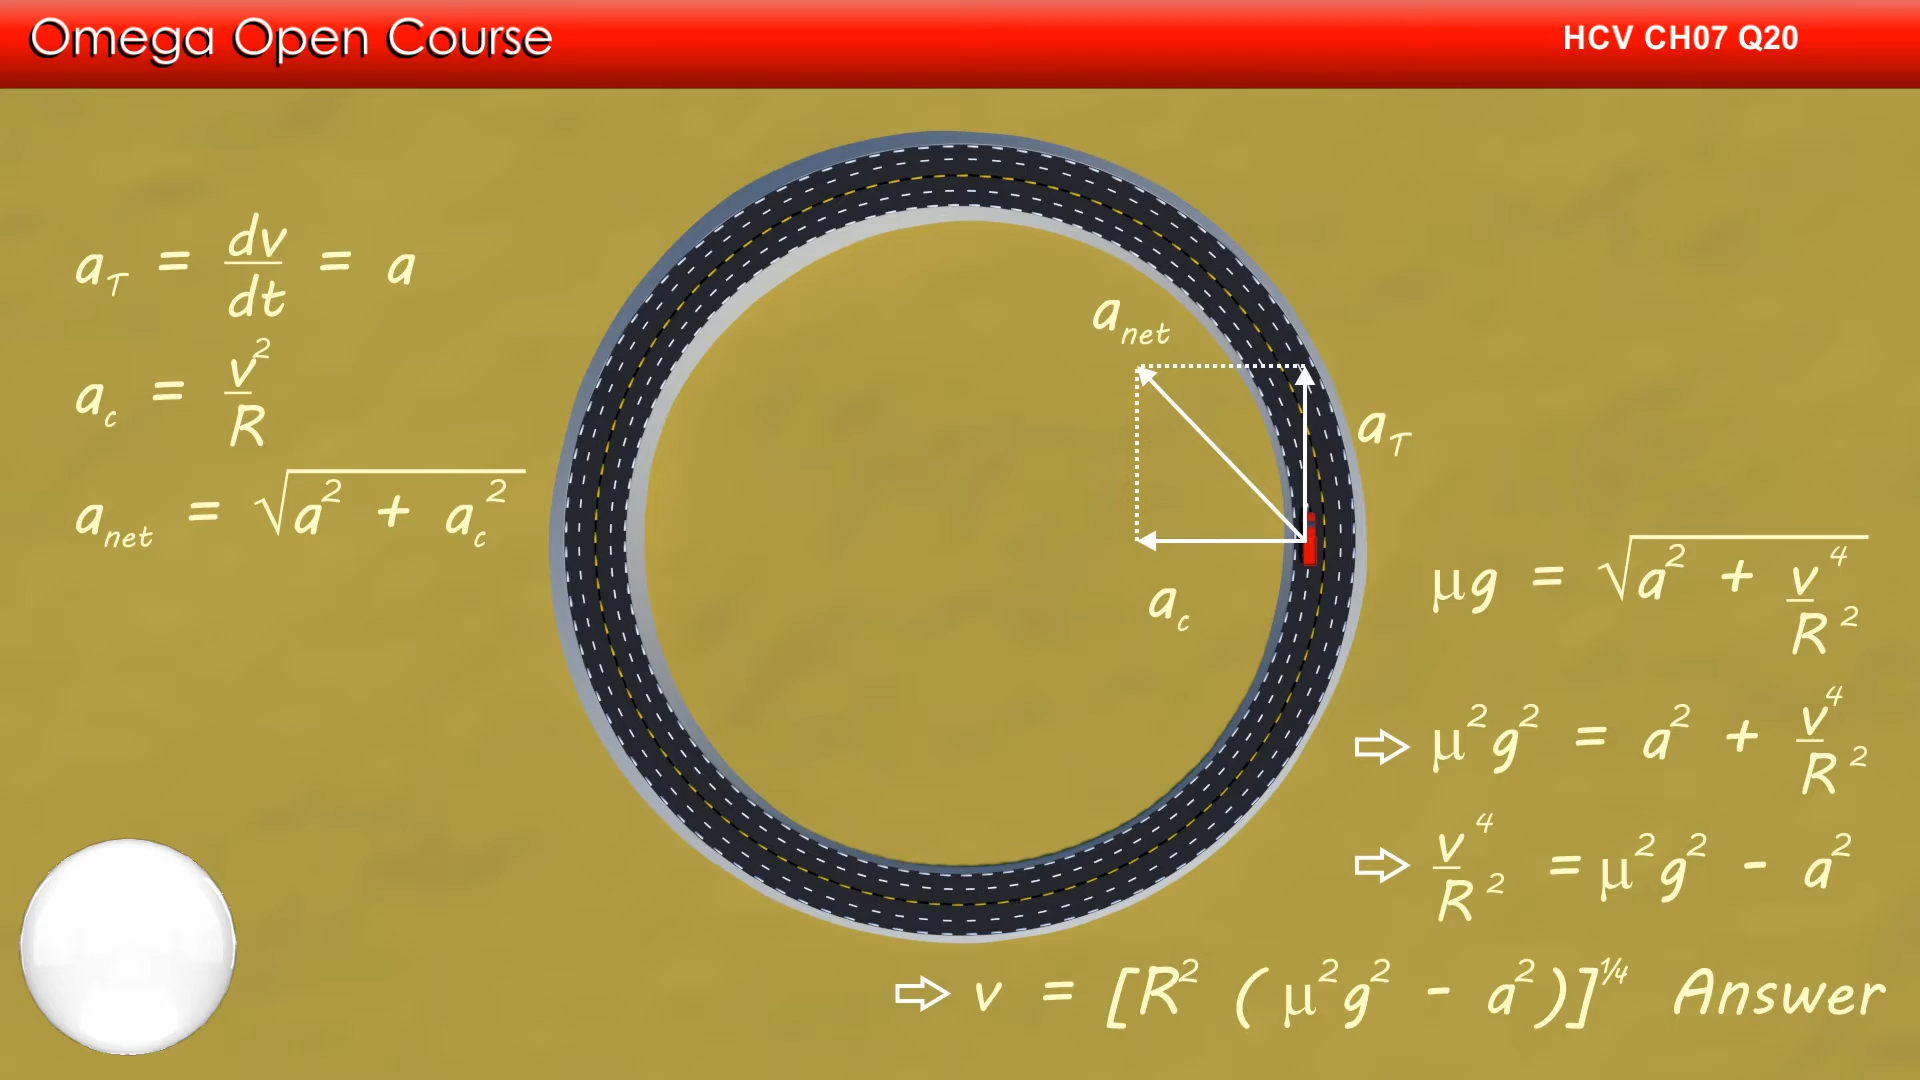 Omega Open Course
HCV CH07 Q20
a_T = dv/dt = a
a_c = v²/R
a_net = √(a² + a_c²)
a_net
a_T
a_c
μg = √(a² + v⁴/R²)
⇨ μ²g² = a² + v⁴/R²
⇨ v⁴/R² = μ²g² - a²
⇨ v = [R² (μ²g² - a²)]^¼ Answer